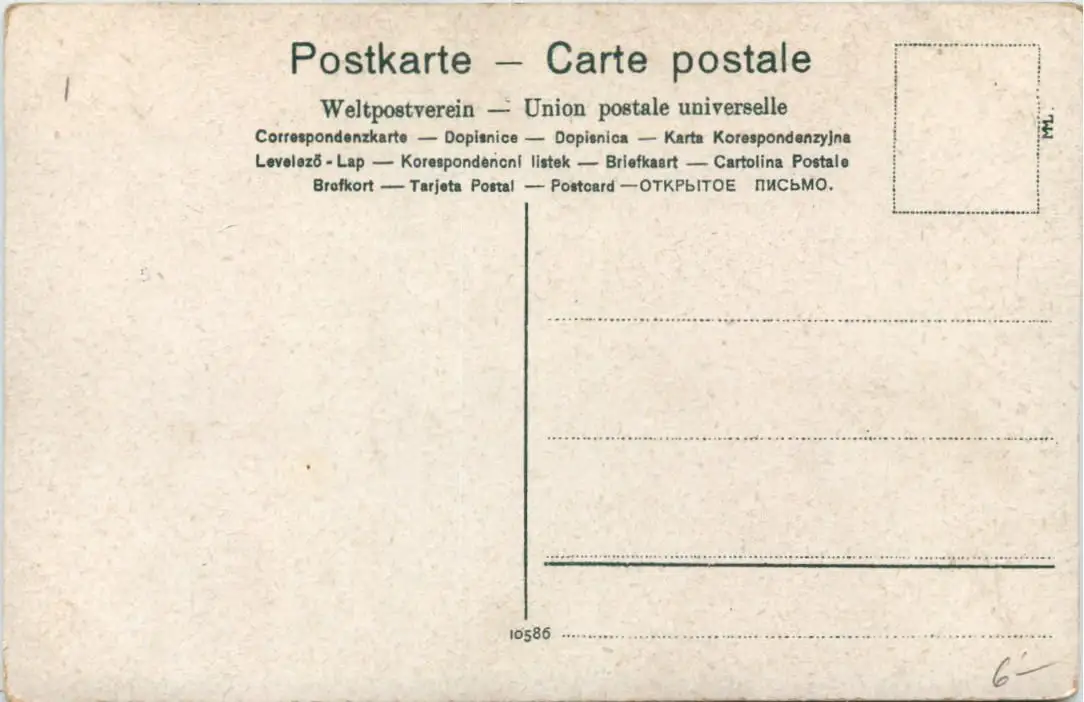 Postkarte — Carte postale
Weltpostverein — Union postale universelle
Correspondenzkarte — Dopisnice — Dopisnica — Karta Korespondenzyjna
Levelező-Lap — Korespondenční lístek — Briefkaart — Cartolina Postale
Brefkort — Tarjeta Postal — Postcard — ОТКРЫТОЕ ПИСЬМО.
10586
6-